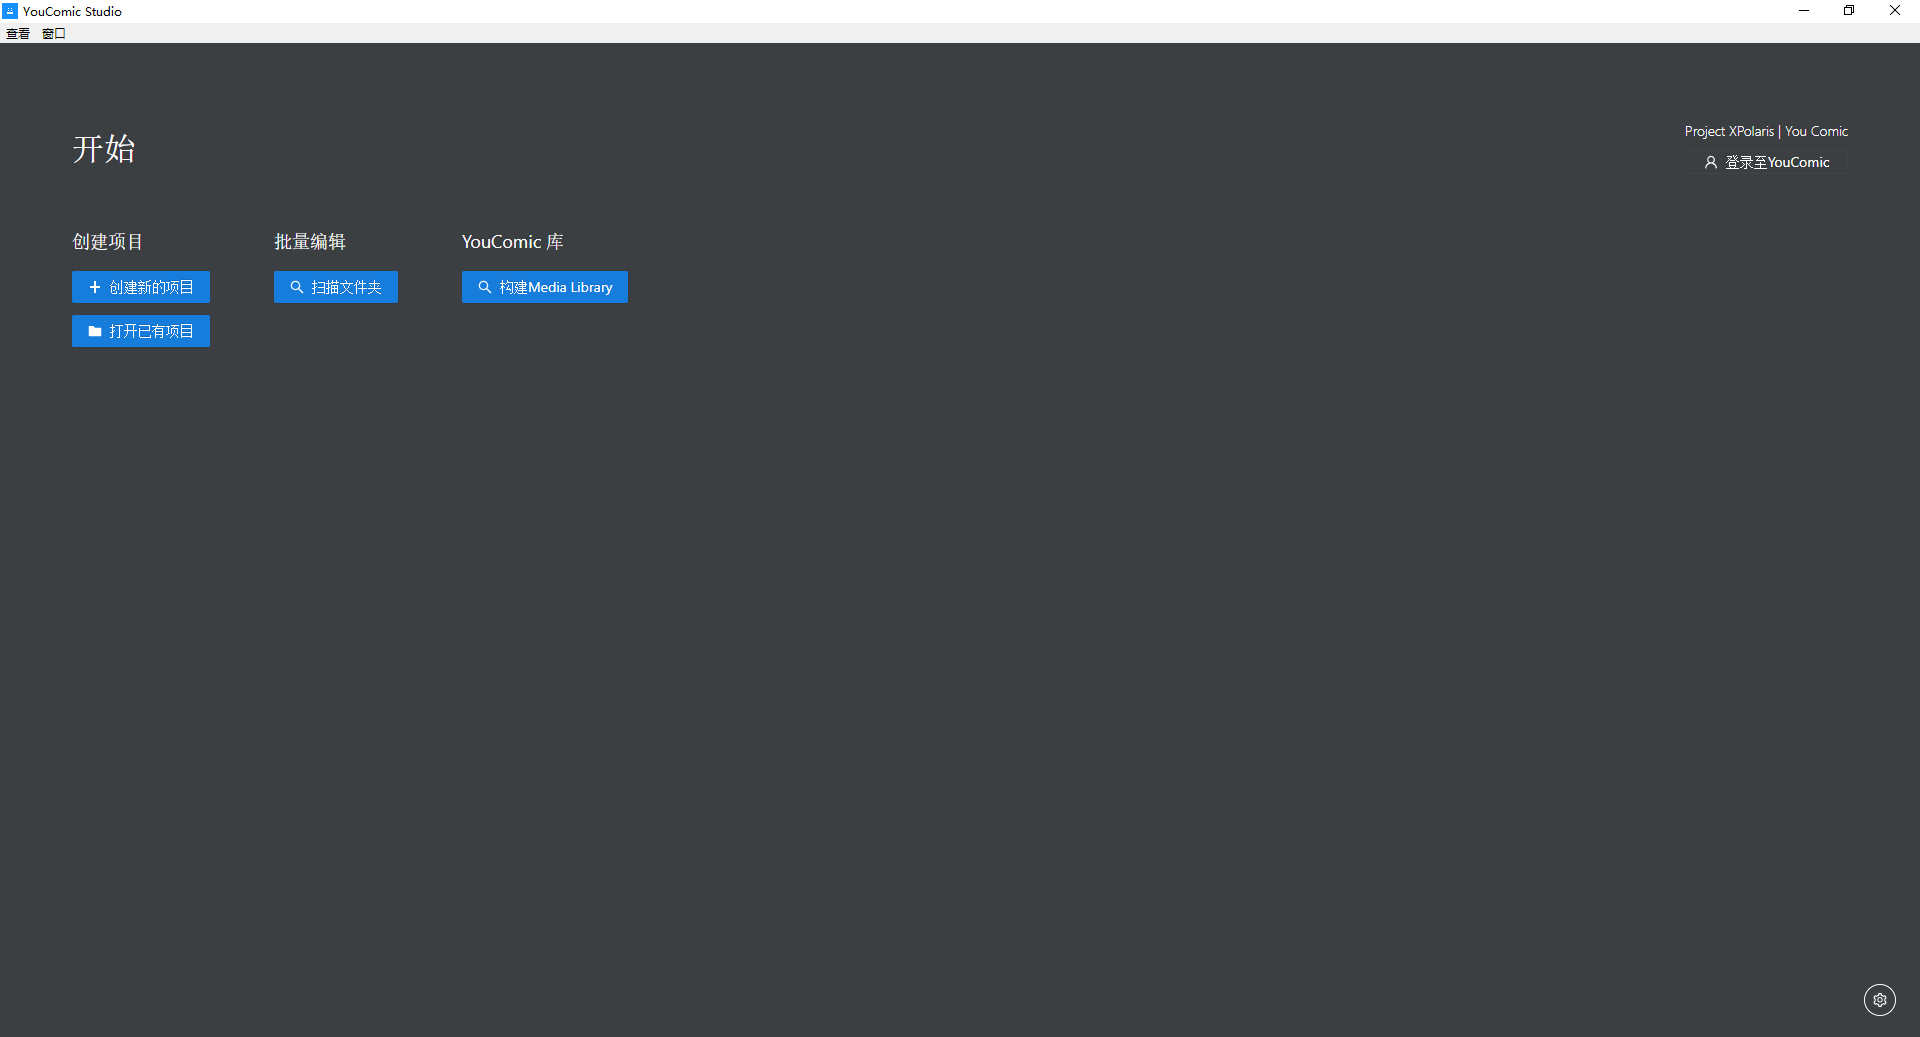 YouComic Studio
查看 窗口
开始
Project XPolaris | You Comic
登录至YouComic
创建项目
创建新的项目
打开已有项目
批量编辑
扫描文件夹
YouComic 库
构建Media Library